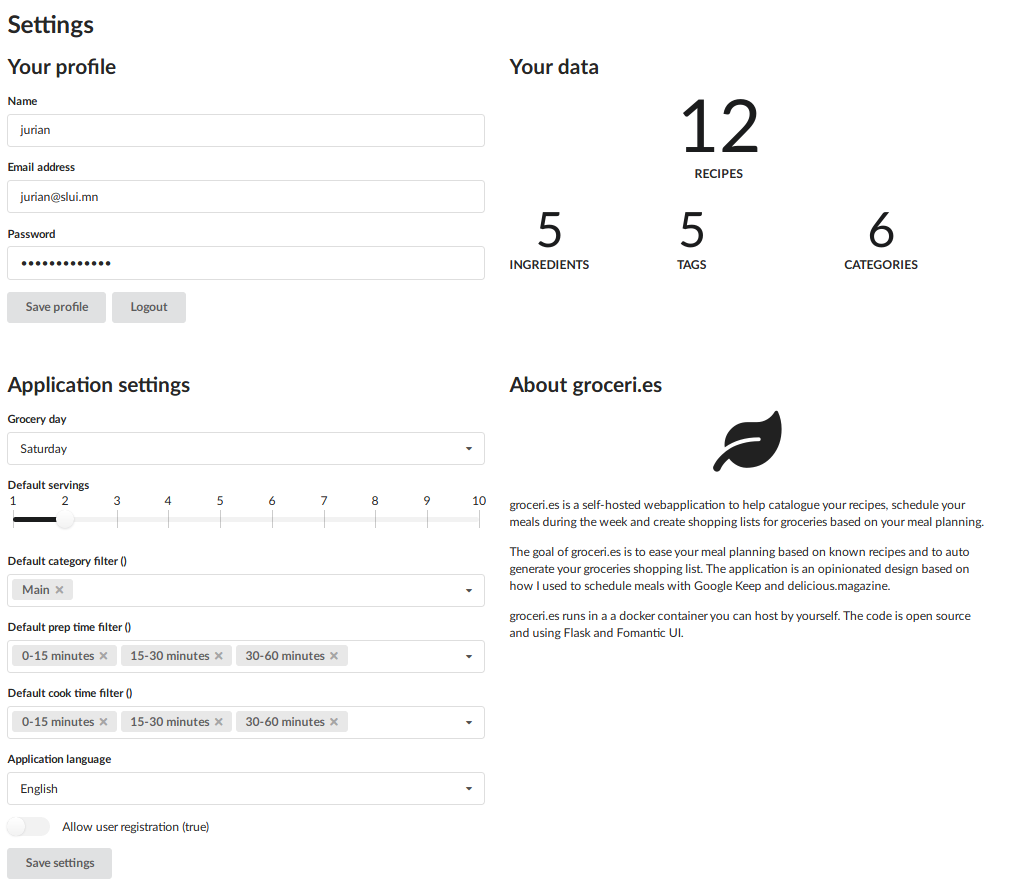 Settings
Your profile
Name
jurian
Email address
jurian@slui.mn
Password
•••••••••••••
Save profile
Logout
Your data
12
RECIPES
5
INGREDIENTS
5
TAGS
6
CATEGORIES
Application settings
Grocery day
Saturday
Default servings
1 2 3 4 5 6 7 8 9 10
Default category filter ()
Main ×
Default prep time filter ()
0-15 minutes × 15-30 minutes × 30-60 minutes ×
Default cook time filter ()
0-15 minutes × 15-30 minutes × 30-60 minutes ×
Application language
English
Allow user registration (true)
Save settings
About groceri.es
groceri.es is a self-hosted webapplication to help catalogue your recipes, schedule your
meals during the week and create shopping lists for groceries based on your meal planning.
The goal of groceri.es is to ease your meal planning based on known recipes and to auto
generate your groceries shopping list. The application is an opinionated design based on
how I used to schedule meals with Google Keep and delicious.magazine.
groceri.es runs in a a docker container you can host by yourself. The code is open source
and using Flask and Fomantic UI.